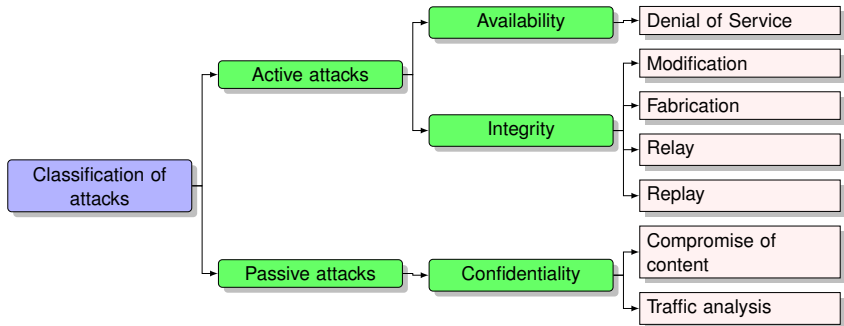 Classification of
attacks
Active attacks
Passive attacks
Availability
Integrity
Confidentiality
Denial of Service
Modification
Fabrication
Relay
Replay
Compromise of
content
Traffic analysis